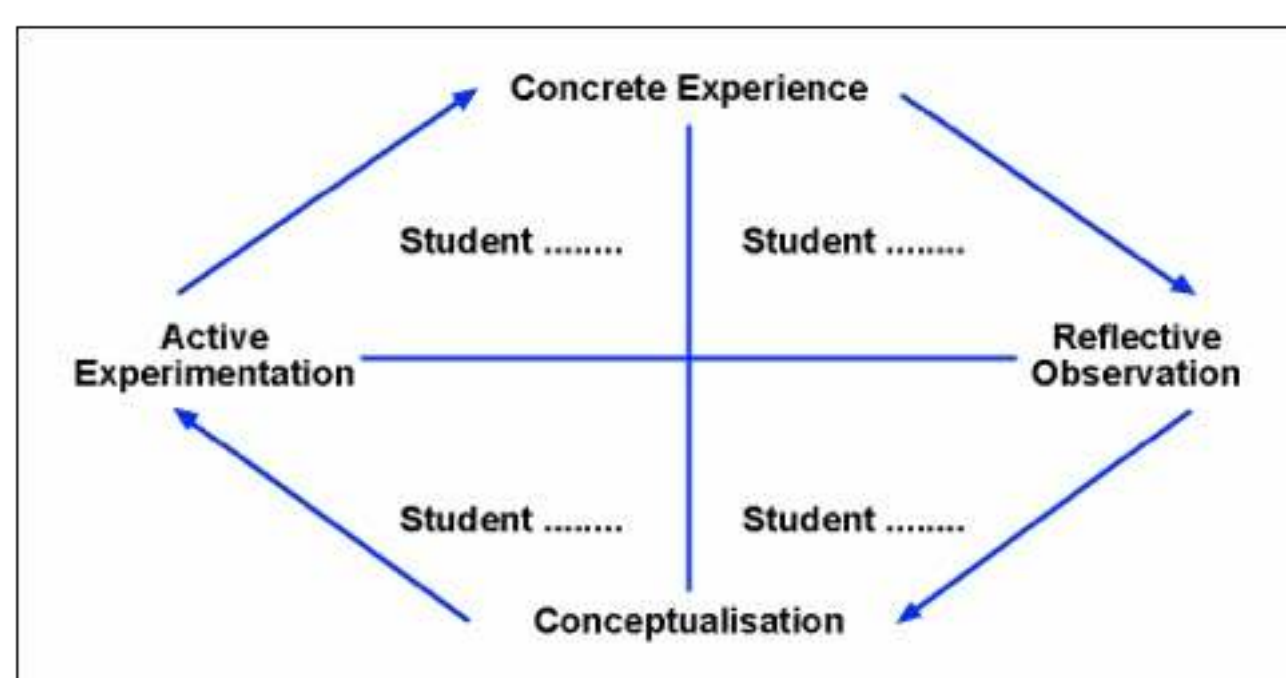 Concrete Experience
Student ........ Student ........
Active
Experimentation
Reflective
Observation
Student ........ Student ........
Conceptualisation